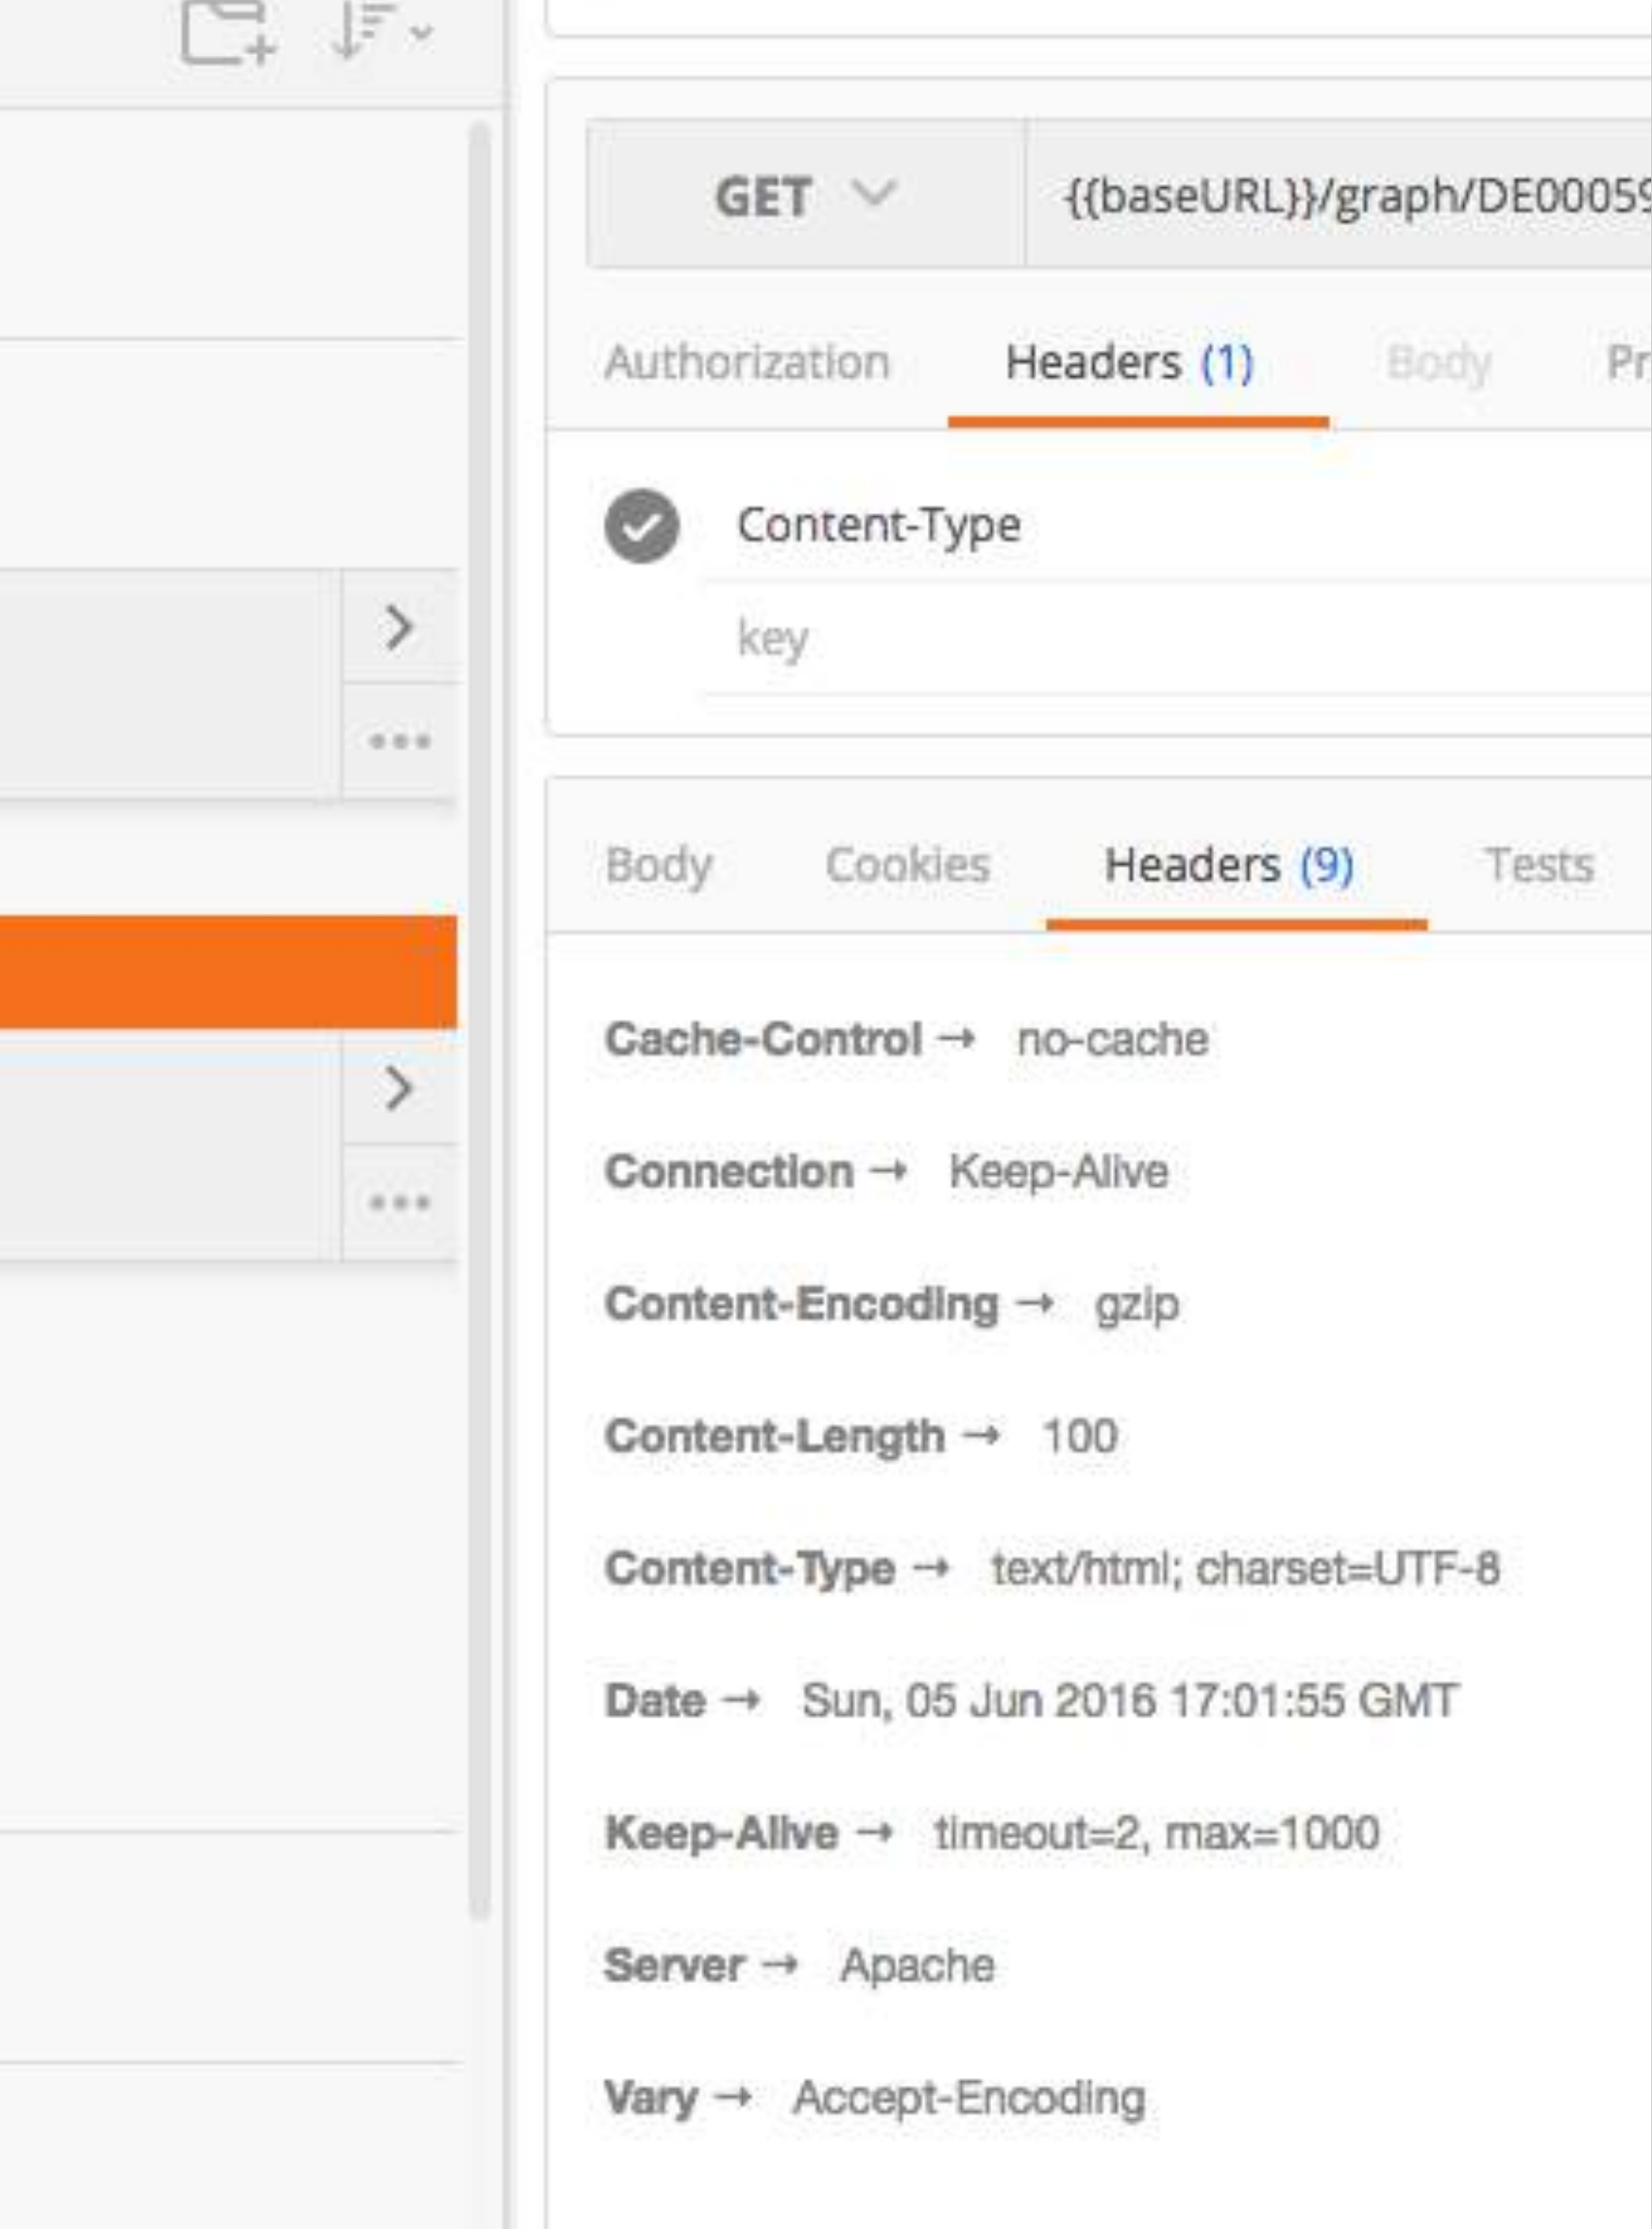 GET {{baseURL}}/graph/DE00059
Authorization Headers (1) Body Pr
Content-Type
key
Body Cookies Headers (9) Tests
Cache-Control → no-cache
Connection → Keep-Alive
Content-Encoding → gzip
Content-Length → 100
Content-Type → text/html; charset=UTF-8
Date → Sun, 05 Jun 2016 17:01:55 GMT
Keep-Alive → timeout=2, max=1000
Server → Apache
Vary → Accept-Encoding